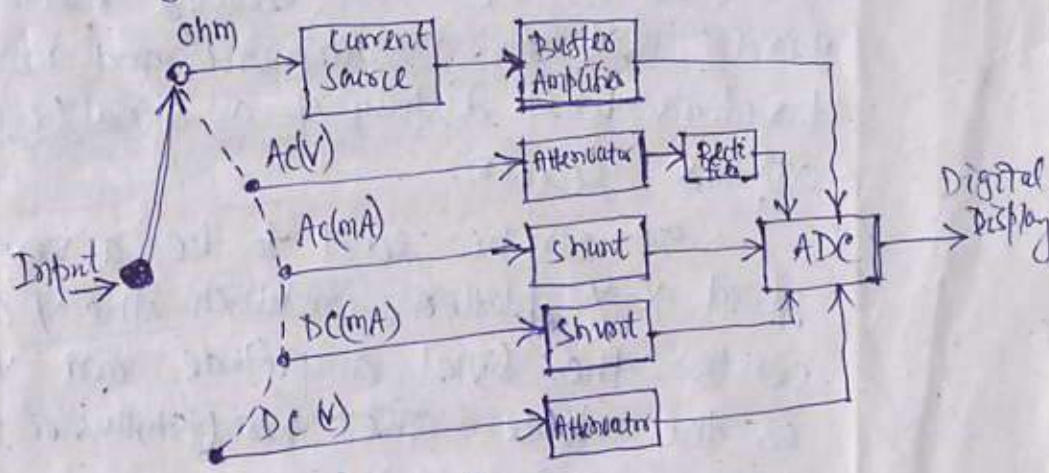 ohm
Current
Source
Buffer
Amplifier
AC(V)
Attenuator
Recti
fier
Digital
Display
AC(mA)
Input
Shunt
ADC
DC(mA)
Shunt
DC(V)
Attenuator